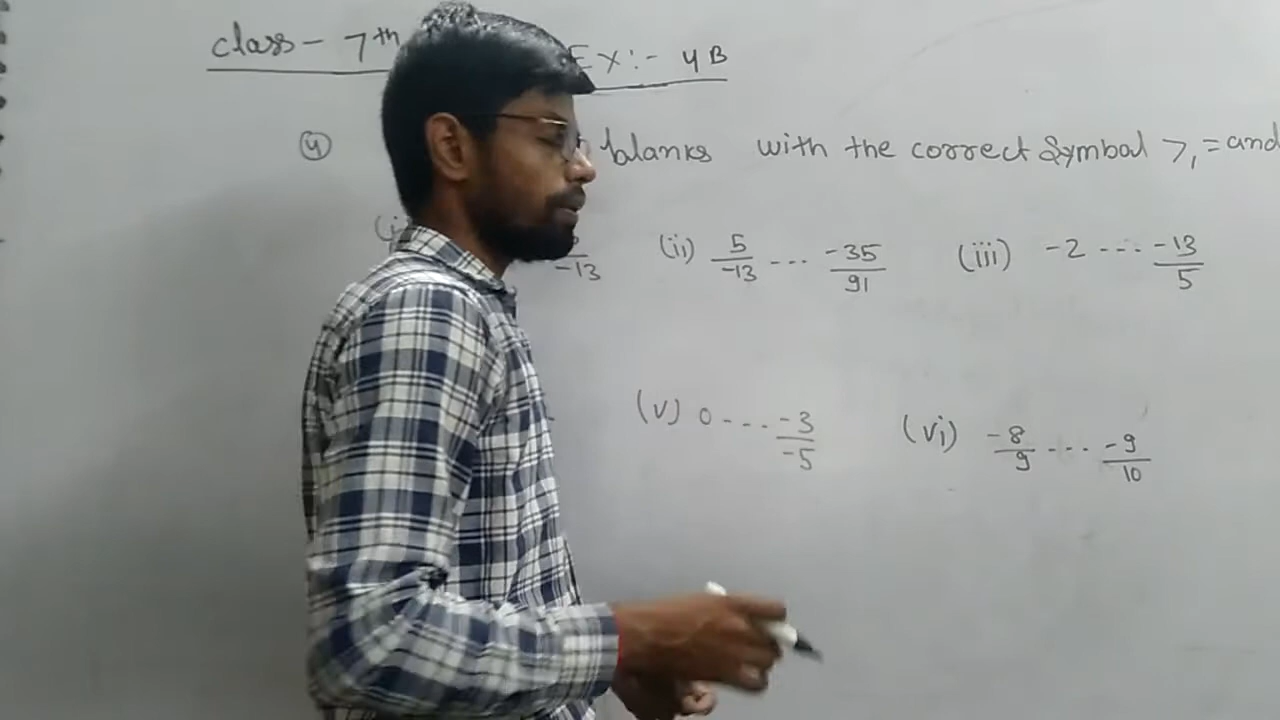 class- 7th Ex:- 4B
(4) blanks with the correct Symbol >, = and
-13 (ii) 5/-13 ... -35/91 (iii) -2 ... -13/5
(v) 0 ... -3/-5 (vi) -8/9 ... -9/10